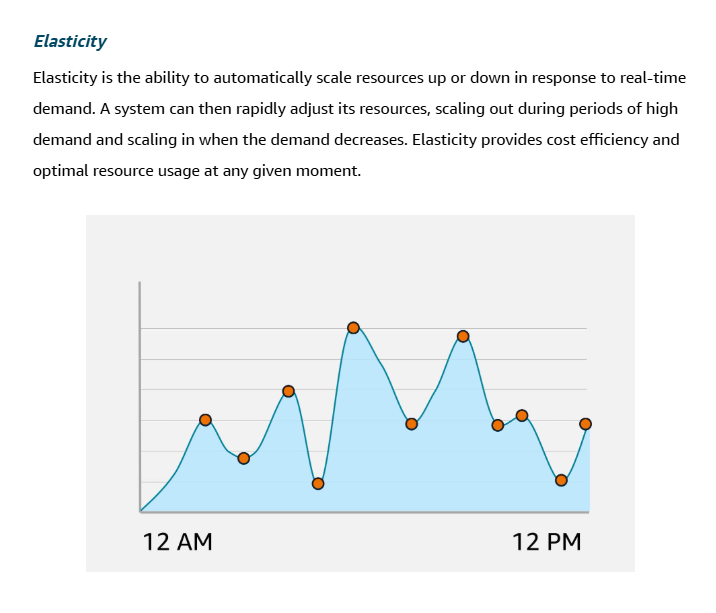 Elasticity
Elasticity is the ability to automatically scale resources up or down in response to real-time
demand. A system can then rapidly adjust its resources, scaling out during periods of high
demand and scaling in when the demand decreases. Elasticity provides cost efficiency and
optimal resource usage at any given moment.
12 AM
12 PM